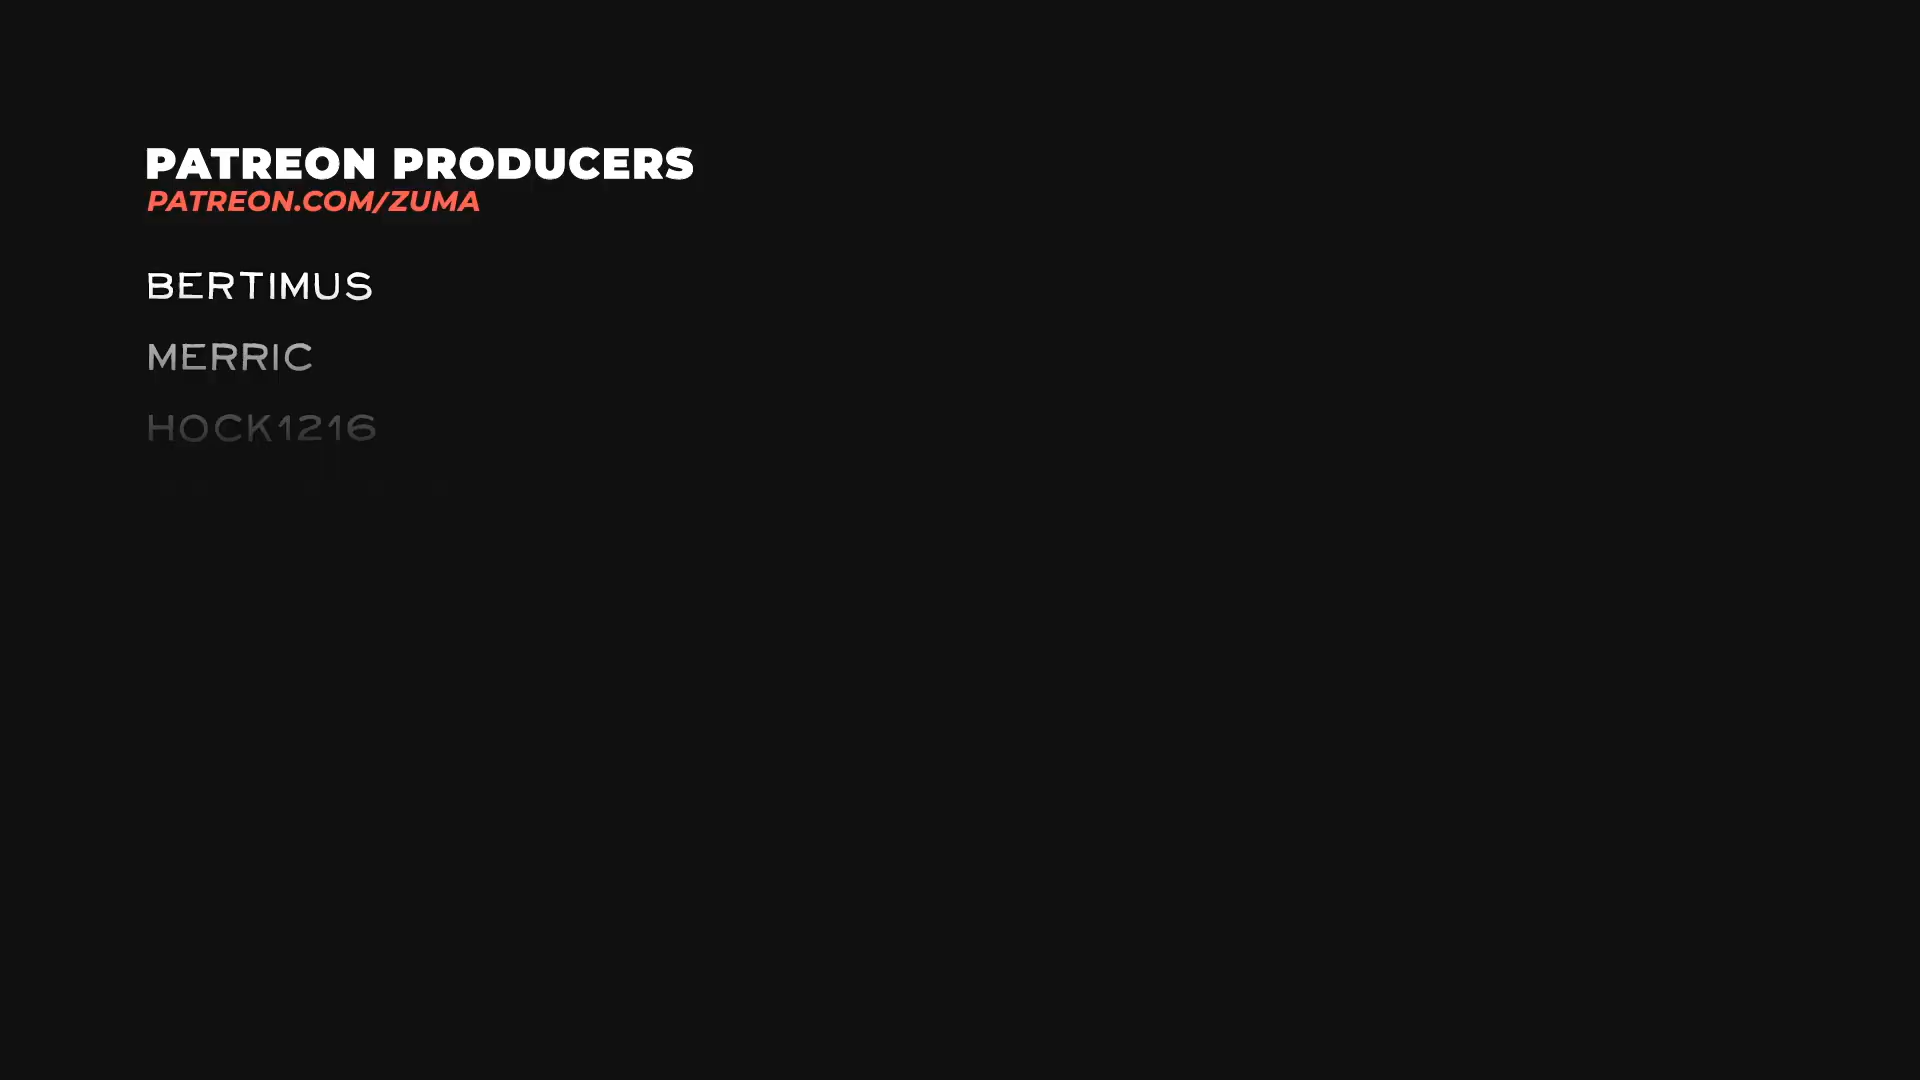 PATREON PRODUCERS
PATREON.COM/ZUMA
BERTIMUS
MERRIC
HOCK1216